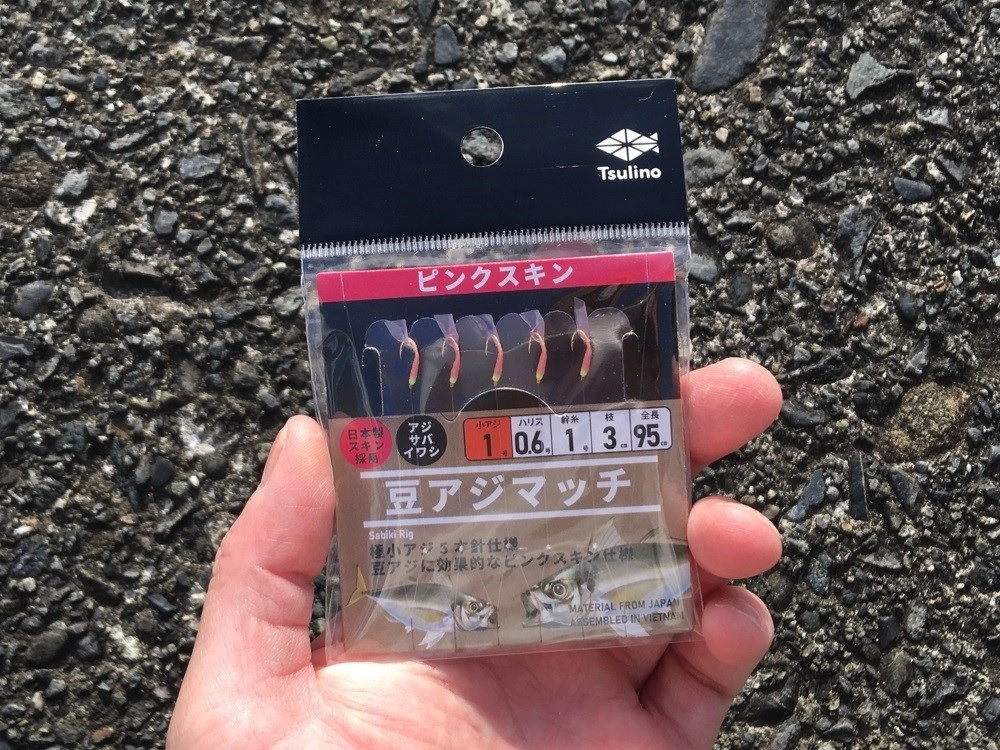 Tsulino
ピンクスキン
日本製
スキン
採用
アジ
サバ
イワシ
小アジ 1号
ハリス 0.6号
幹糸 1号
枝 3cm
全長 95cm
豆アジマッチ
Sabiki Rig
極小アジ5本針仕様
豆アジに効果的なピンクスキン仕様
MATERIAL FROM JAPAN
ASSEMBLED IN VIETNAM